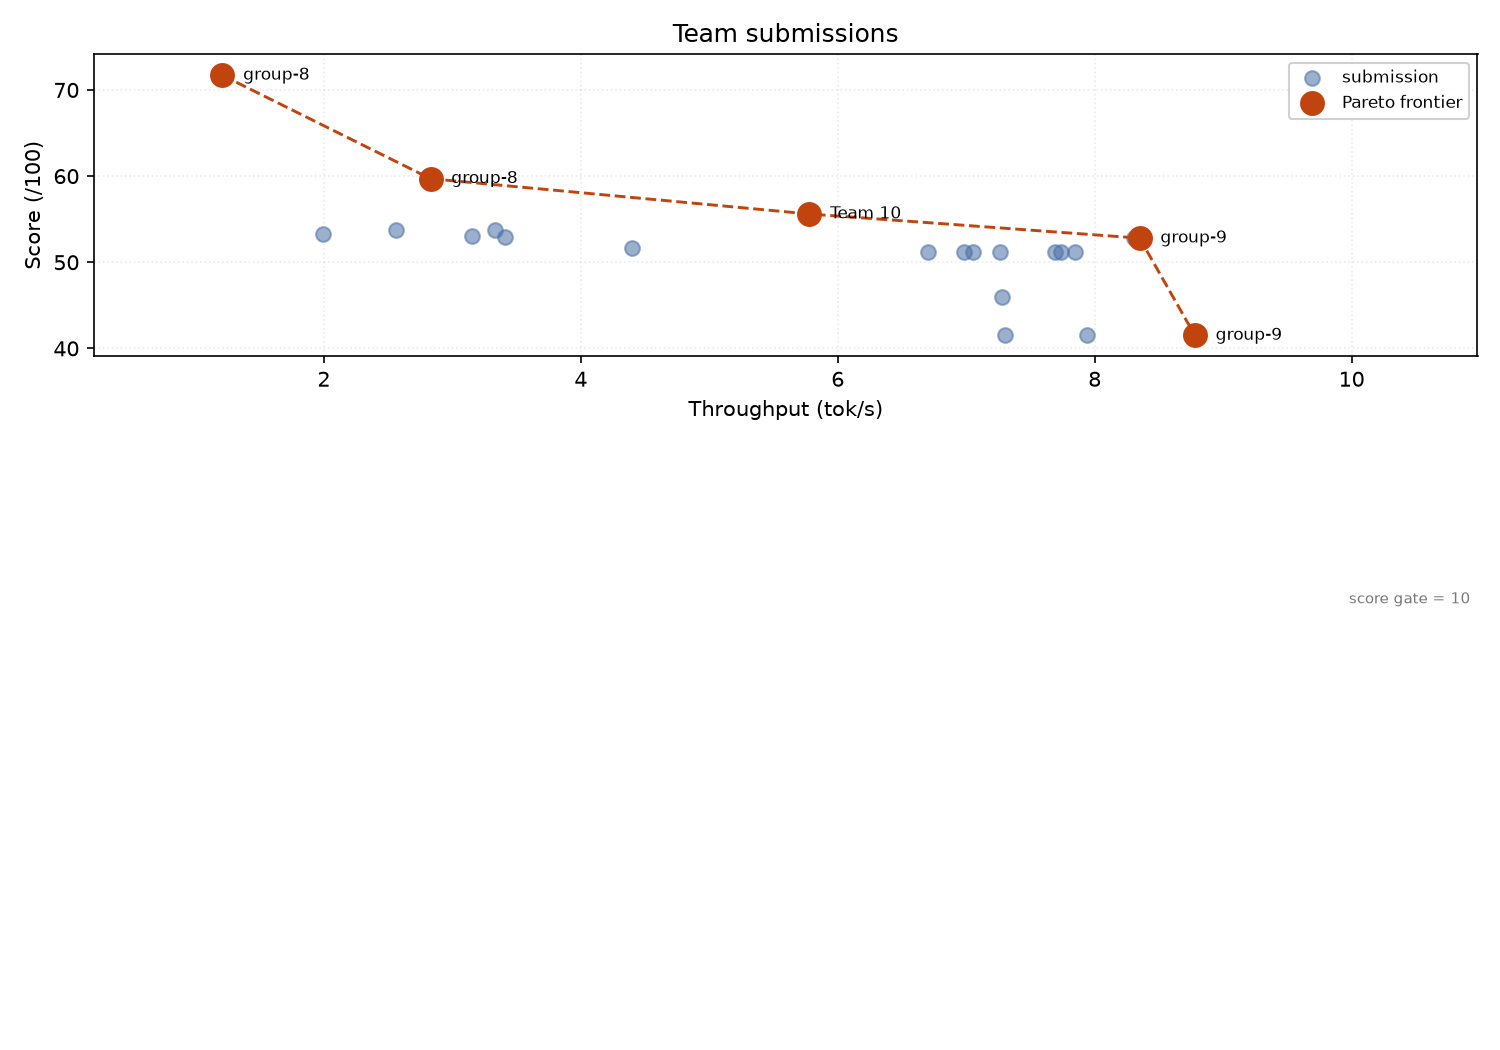 Team submissions
Score (/100)
70
60
50
40
group-8
group-8
Team 10
group-9
group-9
submission
Pareto frontier
2
4
6
8
10
Throughput (tok/s)
score gate = 10